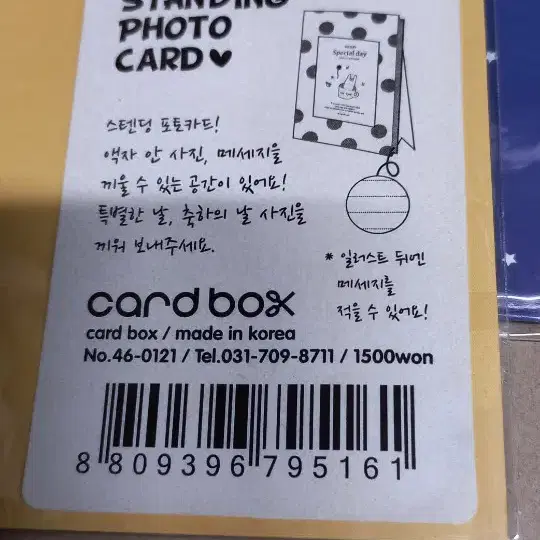 STANDING
PHOTO
CARD♥
Special day
스텐딩 포토카드!
액자 안 사진, 메세지를
끼울 수 있는 공간이 있어요!
특별한 날, 축하의 날 사진을
끼워 보내주세요.
* 일러스트 뒤엔
메세지를
적을 수 있어요!
card box
card box / made in korea
No.46-0121 / Tel.031-709-8711 / 1500won
8 809396 795161